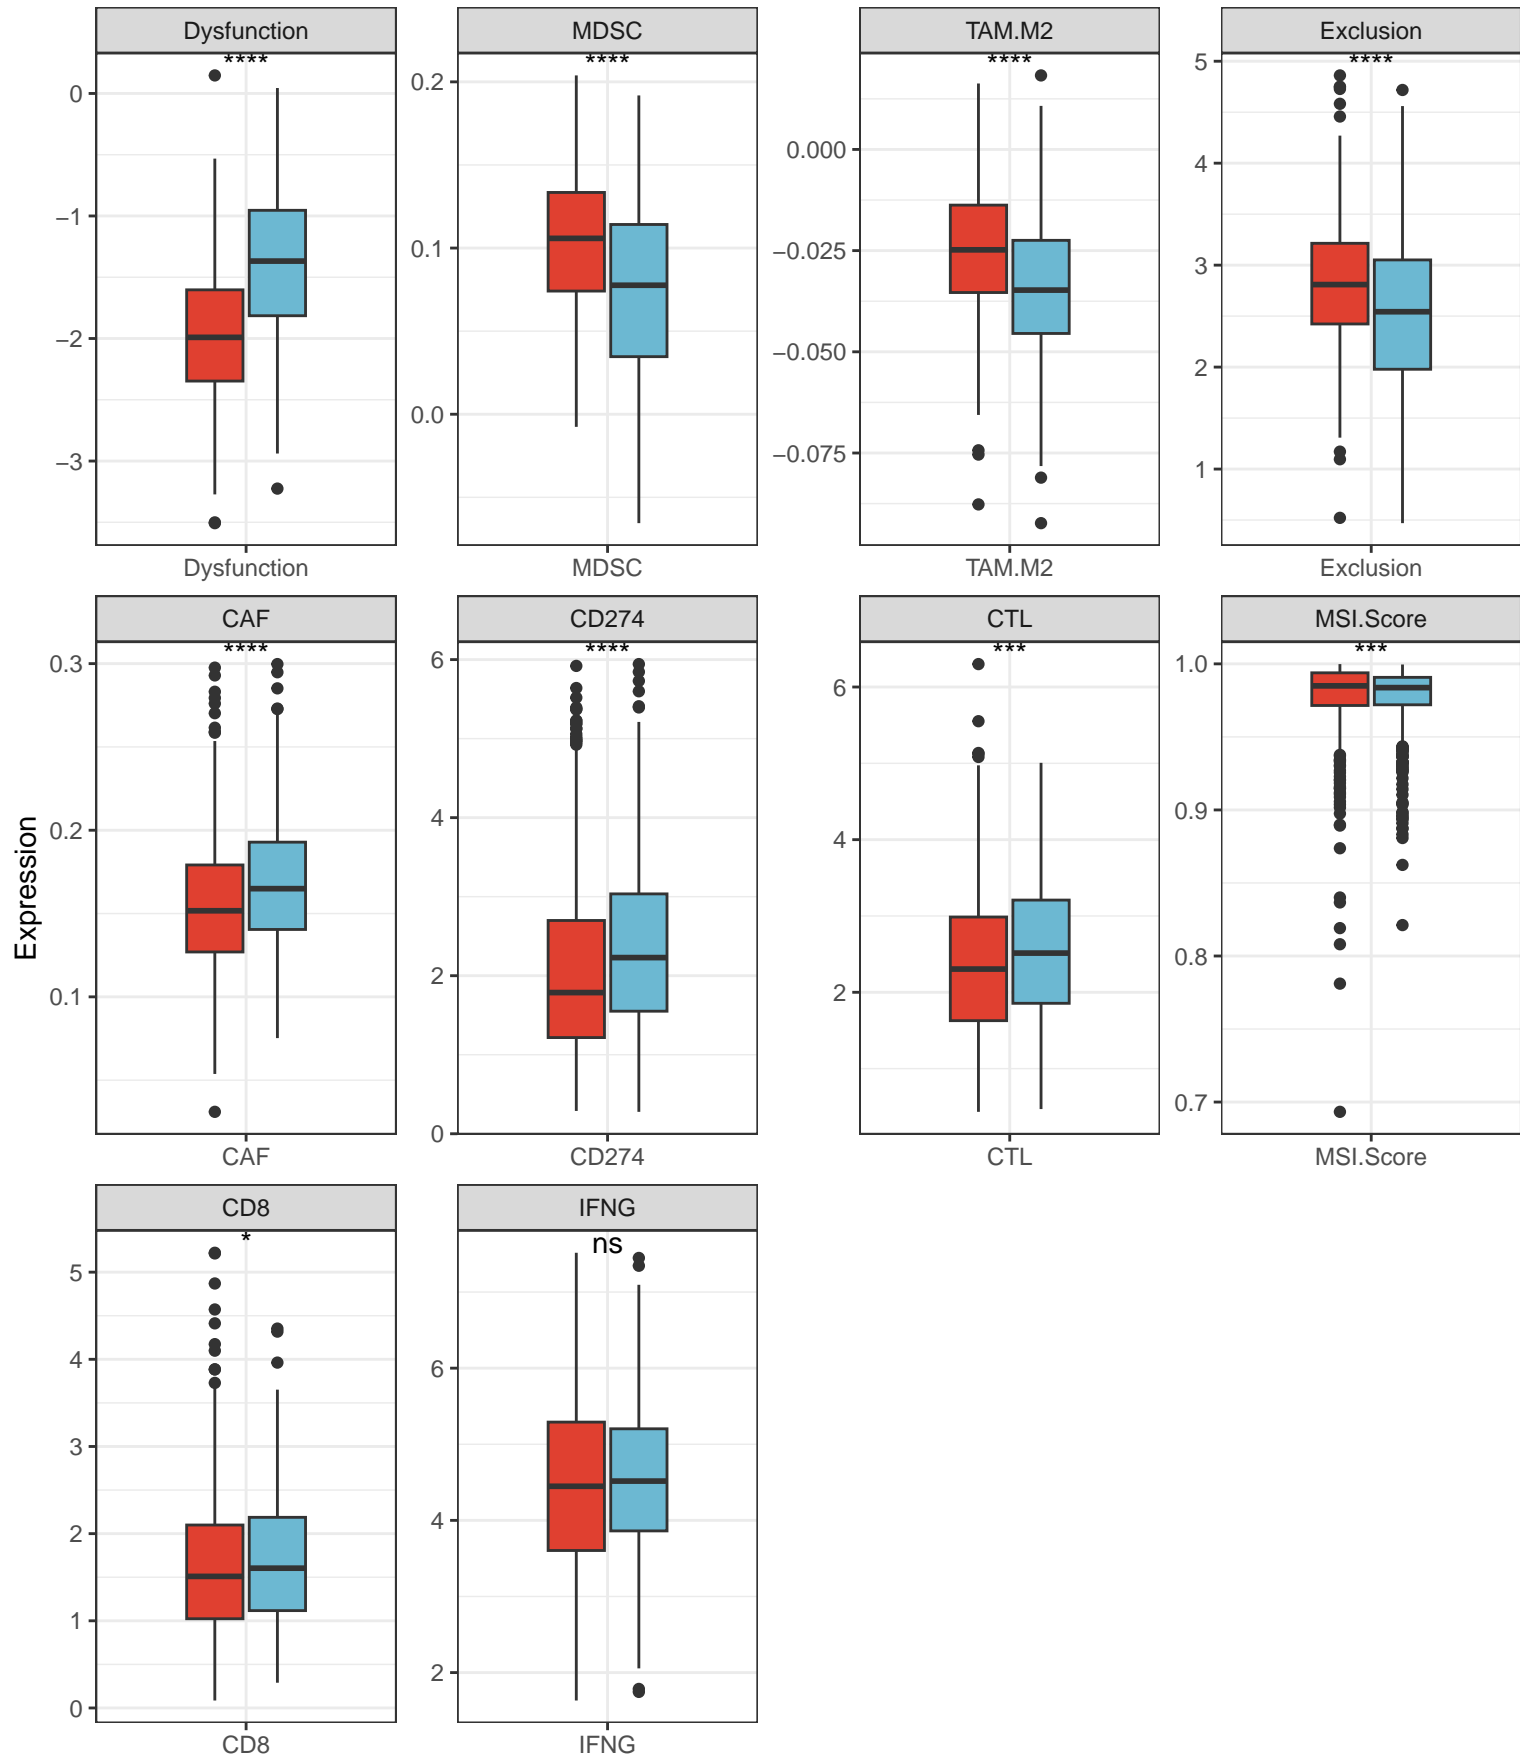 Dysfunction
MDSC
TAM.M2
Exclusion
****
****
****
****
0
−1
−2
−3
0.2
0.1
0.0
0.000
−0.025
−0.050
−0.075
5
4
3
2
1
Dysfunction
MDSC
TAM.M2
Exclusion
Expression
CAF
CD274
CTL
MSI.Score
****
****
***
***
0.3
0.2
0.1
6
4
2
0
6
4
2
1.0
0.9
0.8
0.7
CAF
CD274
CTL
MSI.Score
CD8
IFNG
*
ns
5
4
3
2
1
0
6
4
2
CD8
IFNG